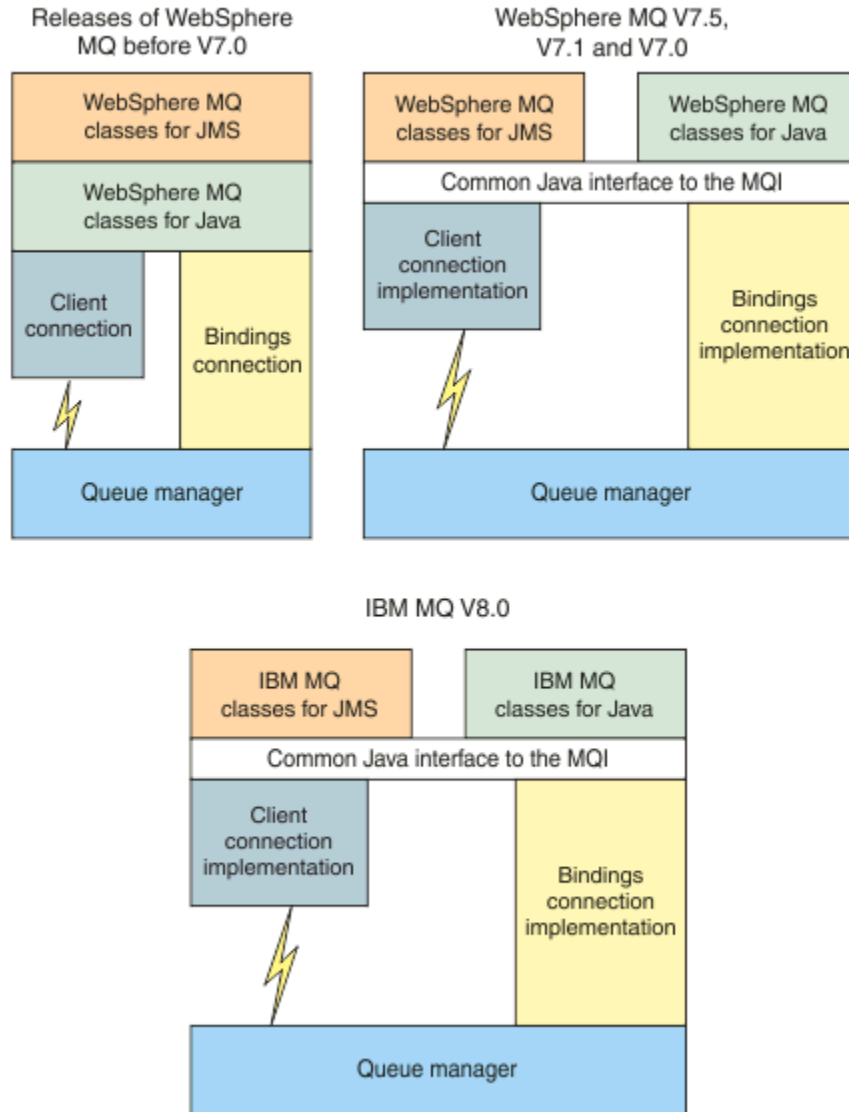 Releases of WebSphere
MQ before V7.0
WebSphere MQ
classes for JMS
WebSphere MQ
classes for Java
Client
connection
Bindings
connection
Queue manager
WebSphere MQ V7.5,
V7.1 and V7.0
WebSphere MQ
classes for JMS
WebSphere MQ
classes for Java
Common Java interface to the MQI
Client
connection
implementation
Bindings
connection
implementation
Queue manager
IBM MQ V8.0
IBM MQ
classes for JMS
IBM MQ
classes for Java
Common Java interface to the MQI
Client
connection
implementation
Bindings
connection
implementation
Queue manager